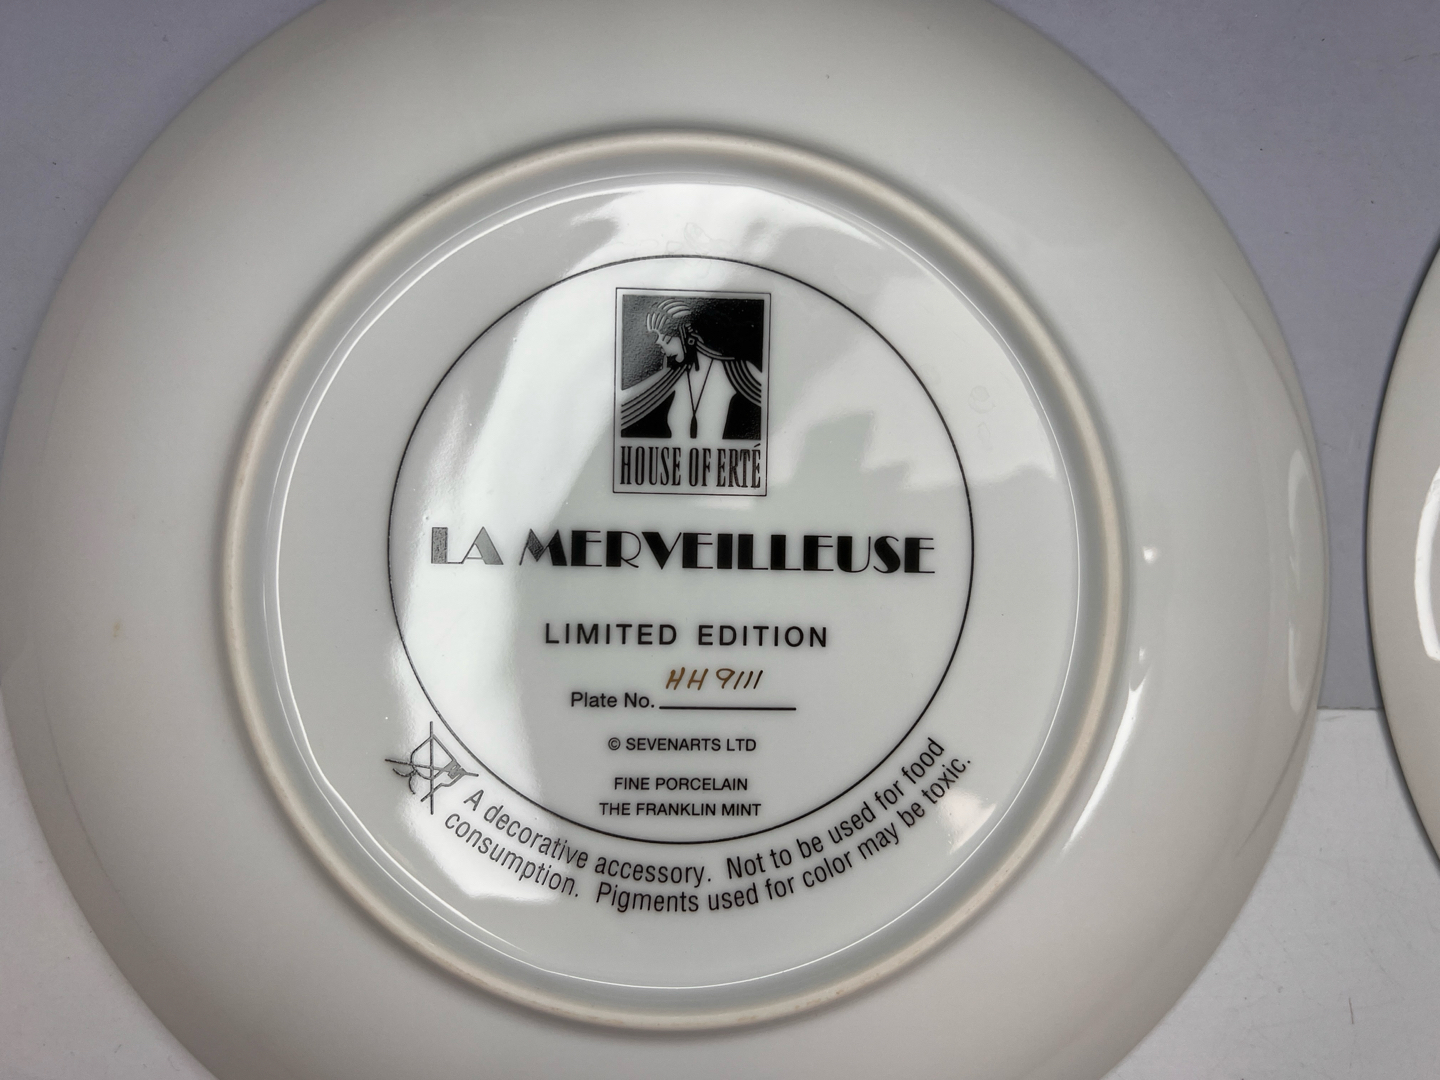 HOUSE OF ERTÉ
LA MERVEILLEUSE
LIMITED EDITION
HH 9111
Plate No.
© SEVENARTS LTD
FINE PORCELAIN
THE FRANKLIN MINT
A decorative accessory. Not to be used for food
consumption. Pigments used for color may be toxic.